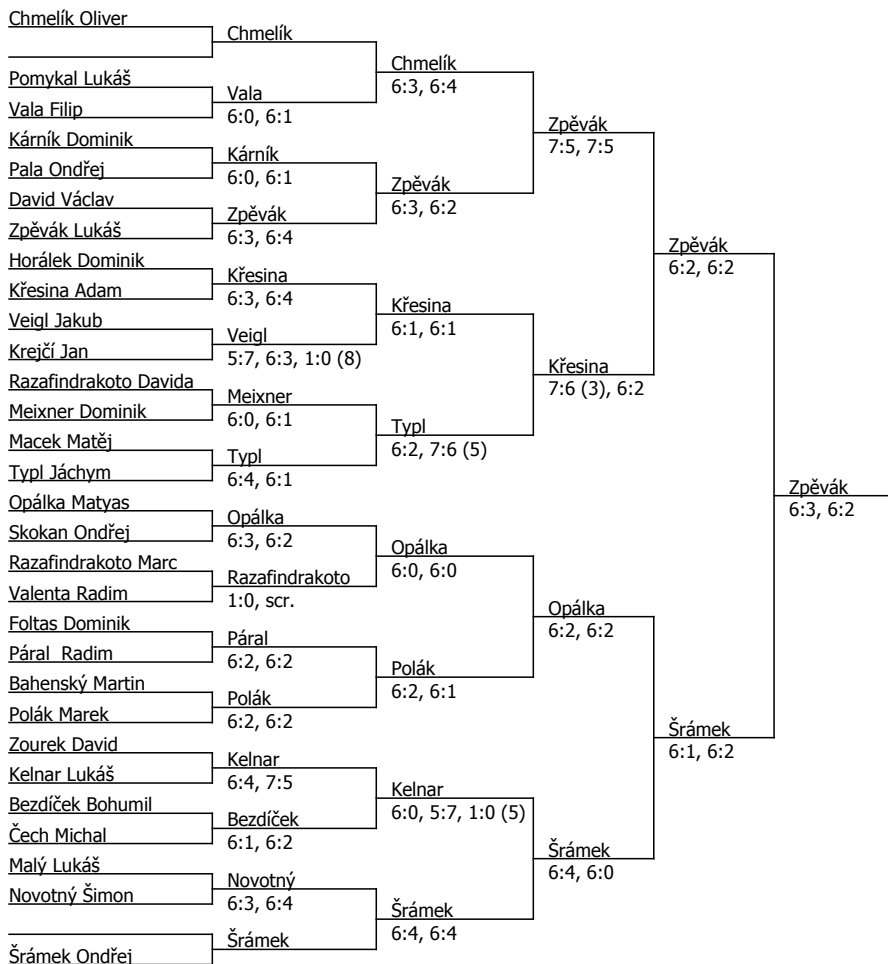 Chmelík Oliver
Chmelík
Chmelík
6:3, 6:4
Pomykal Lukáš
Vala
6:0, 6:1
Vala Filip
Zpěvák
7:5, 7:5
Kárník Dominik
Kárník
6:0, 6:1
Pala Ondřej
Zpěvák
6:3, 6:2
David Václav
Zpěvák
6:3, 6:4
Zpěvák Lukáš
Zpěvák
6:2, 6:2
Horálek Dominik
Křesina
6:3, 6:4
Křesina Adam
Křesina
6:1, 6:1
Veigl Jakub
Veigl
5:7, 6:3, 1:0 (8)
Krejčí Jan
Křesina
7:6 (3), 6:2
Razafindrakoto Davida
Meixner
6:0, 6:1
Meixner Dominik
Typl
6:2, 7:6 (5)
Macek Matěj
Typl
6:4, 6:1
Typl Jáchym
Zpěvák
6:3, 6:2
Opálka Matyas
Opálka
6:3, 6:2
Skokan Ondřej
Opálka
6:0, 6:0
Razafindrakoto Marc
Razafindrakoto
1:0, scr.
Valenta Radim
Opálka
6:2, 6:2
Foltas Dominik
Páral
6:2, 6:2
Páral  Radim
Polák
6:2, 6:1
Bahenský Martin
Polák
6:2, 6:2
Polák Marek
Šrámek
6:1, 6:2
Zourek David
Kelnar
6:4, 7:5
Kelnar Lukáš
Kelnar
6:0, 5:7, 1:0 (5)
Bezdíček Bohumil
Bezdíček
6:1, 6:2
Čech Michal
Šrámek
6:4, 6:0
Malý Lukáš
Novotný
6:3, 6:4
Novotný Šimon
Šrámek
6:4, 6:4
Šrámek
Šrámek Ondřej